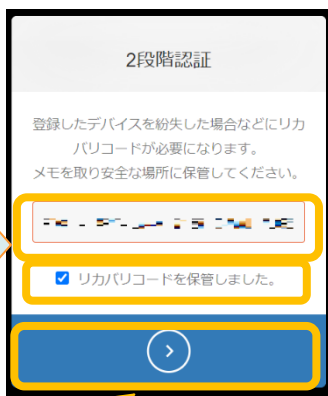 2段階認証
登録したデバイスを紛失した場合などにリカ
バリコードが必要になります。
メモを取り安全な場所に保管してください。
リカバリコードを保管しました。